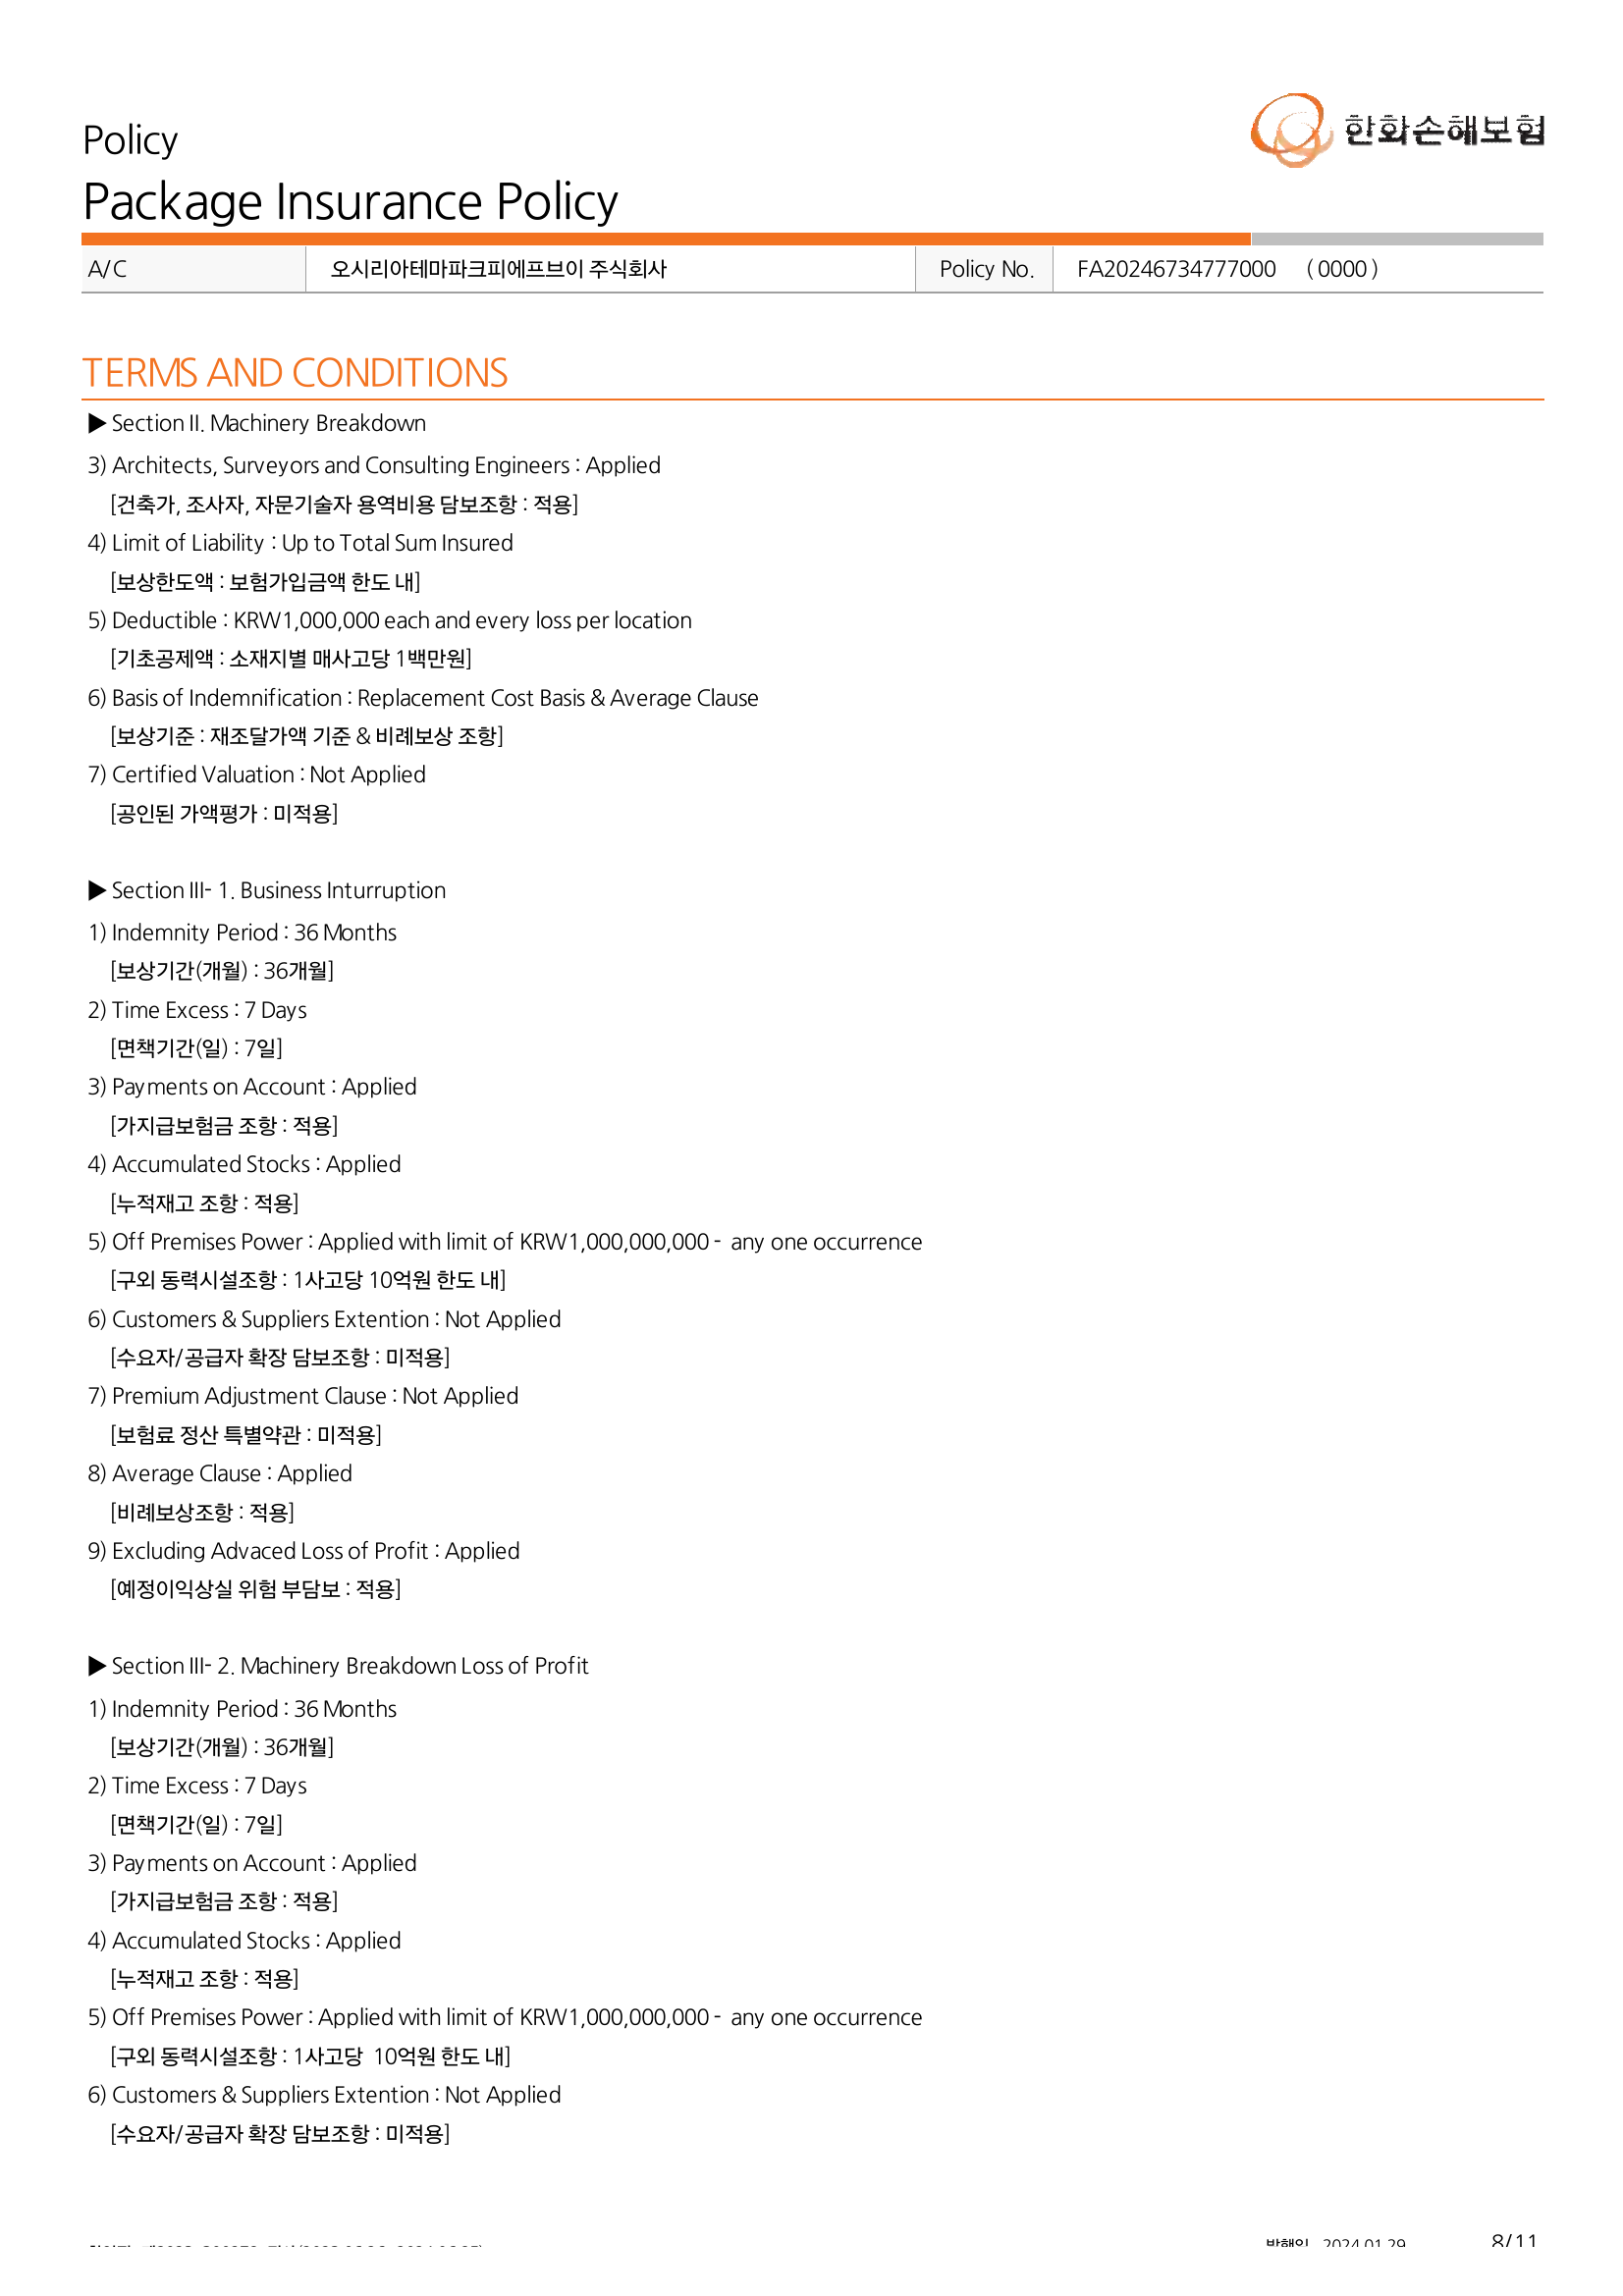 한화손해보험
Policy
Package Insurance Policy
A/C 오시리아테마파크피에프브이 주식회사 Policy No. FA20246734777000 ( 0000 )
TERMS AND CONDITIONS
▶ Section II. Machinery Breakdown
3) Architects, Surveyors and Consulting Engineers : Applied
[건축가, 조사자, 자문기술자 용역비용 담보조항 : 적용]
4) Limit of Liability : Up to Total Sum Insured
[보상한도액 : 보험가입금액 한도 내]
5) Deductible : KRW1,000,000 each and every loss per location
[기초공제액 : 소재지별 매사고당 1백만원]
6) Basis of Indemnification : Replacement Cost Basis & Average Clause
[보상기준 : 재조달가액 기준 & 비례보상 조항]
7) Certified Valuation : Not Applied
[공인된 가액평가 : 미적용]
▶ Section III- 1. Business Inturruption
1) Indemnity Period : 36 Months
[보상기간(개월) : 36개월]
2) Time Excess : 7 Days
[면책기간(일) : 7일]
3) Payments on Account : Applied
[가지급보험금 조항 : 적용]
4) Accumulated Stocks : Applied
[누적재고 조항 : 적용]
5) Off Premises Power : Applied with limit of KRW1,000,000,000 - any one occurrence
[구외 동력시설조항 : 1사고당 10억원 한도 내]
6) Customers & Suppliers Extention : Not Applied
[수요자/공급자 확장 담보조항 : 미적용]
7) Premium Adjustment Clause : Not Applied
[보험료 정산 특별약관 : 미적용]
8) Average Clause : Applied
[비례보상조항 : 적용]
9) Excluding Advaced Loss of Profit : Applied
[예정이익상실 위험 부담보 : 적용]
▶ Section III- 2. Machinery Breakdown Loss of Profit
1) Indemnity Period : 36 Months
[보상기간(개월) : 36개월]
2) Time Excess : 7 Days
[면책기간(일) : 7일]
3) Payments on Account : Applied
[가지급보험금 조항 : 적용]
4) Accumulated Stocks : Applied
[누적재고 조항 : 적용]
5) Off Premises Power : Applied with limit of KRW1,000,000,000 - any one occurrence
[구외 동력시설조항 : 1사고당 10억원 한도 내]
6) Customers & Suppliers Extention : Not Applied
[수요자/공급자 확장 담보조항 : 미적용]
발행일 2024.01.29 8/11